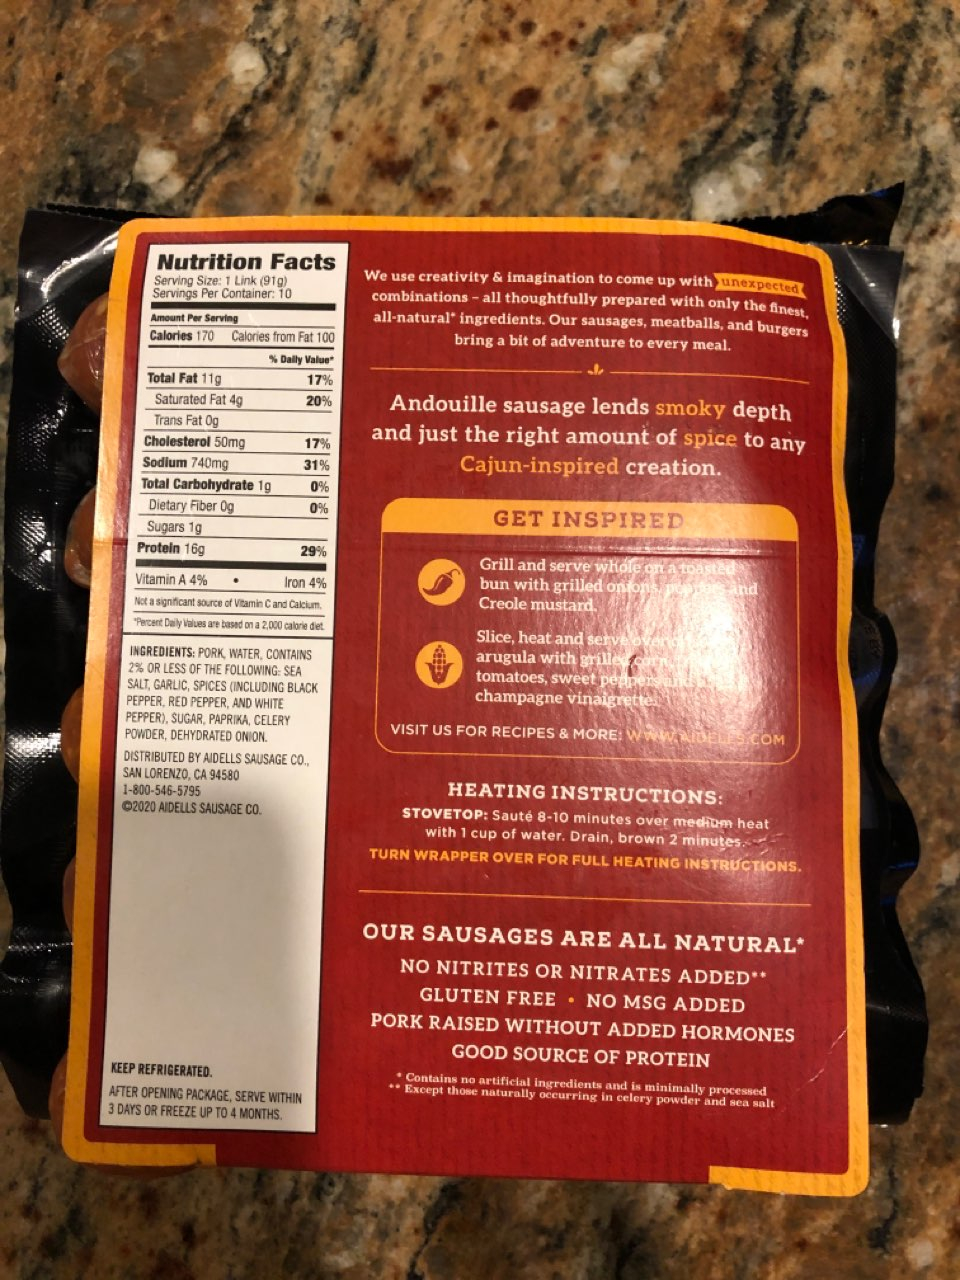 Nutrition Facts
Serving Size: 1 Link (91g)
Servings Per Container: 10
Amount Per Serving
Calories 170 Calories from Fat 100
% Daily Value*
Total Fat 11g 17%
Saturated Fat 4g 20%
Trans Fat 0g
Cholesterol 50mg 17%
Sodium 740mg 31%
Total Carbohydrate 1g 0%
Dietary Fiber 0g 0%
Sugars 1g
Protein 16g 29%
Vitamin A 4% • Iron 4%
Not a significant source of Vitamin C and Calcium.
*Percent Daily Values are based on a 2,000 calorie diet.
INGREDIENTS: PORK, WATER, CONTAINS
2% OR LESS OF THE FOLLOWING: SEA
SALT, GARLIC, SPICES (INCLUDING BLACK
PEPPER, RED PEPPER, AND WHITE
PEPPER), SUGAR, PAPRIKA, CELERY
POWDER, DEHYDRATED ONION.
DISTRIBUTED BY AIDELLS SAUSAGE CO.,
SAN LORENZO, CA 94580
1-800-546-5795
©2020 AIDELLS SAUSAGE CO.
KEEP REFRIGERATED.
AFTER OPENING PACKAGE, SERVE WITHIN
3 DAYS OR FREEZE UP TO 4 MONTHS.
We use creativity & imagination to come up with unexpected
combinations – all thoughtfully prepared with only the finest,
all-natural* ingredients. Our sausages, meatballs, and burgers
bring a bit of adventure to every meal.
Andouille sausage lends smoky depth
and just the right amount of spice to any
Cajun-inspired creation.
GET INSPIRED
Grill and serve whole on a toasted
bun with grilled onions, peppers and
Creole mustard.
Slice, heat and serve over
arugula with grilled corn,
tomatoes, sweet peppers and
champagne vinaigrette.
VISIT US FOR RECIPES & MORE: WWW.AIDELLS.COM
HEATING INSTRUCTIONS:
STOVETOP: Sauté 8-10 minutes over medium heat
with 1 cup of water. Drain, brown 2 minutes.
TURN WRAPPER OVER FOR FULL HEATING INSTRUCTIONS.
OUR SAUSAGES ARE ALL NATURAL*
NO NITRITES OR NITRATES ADDED**
GLUTEN FREE • NO MSG ADDED
PORK RAISED WITHOUT ADDED HORMONES
GOOD SOURCE OF PROTEIN
* Contains no artificial ingredients and is minimally processed
** Except those naturally occurring in celery powder and sea salt